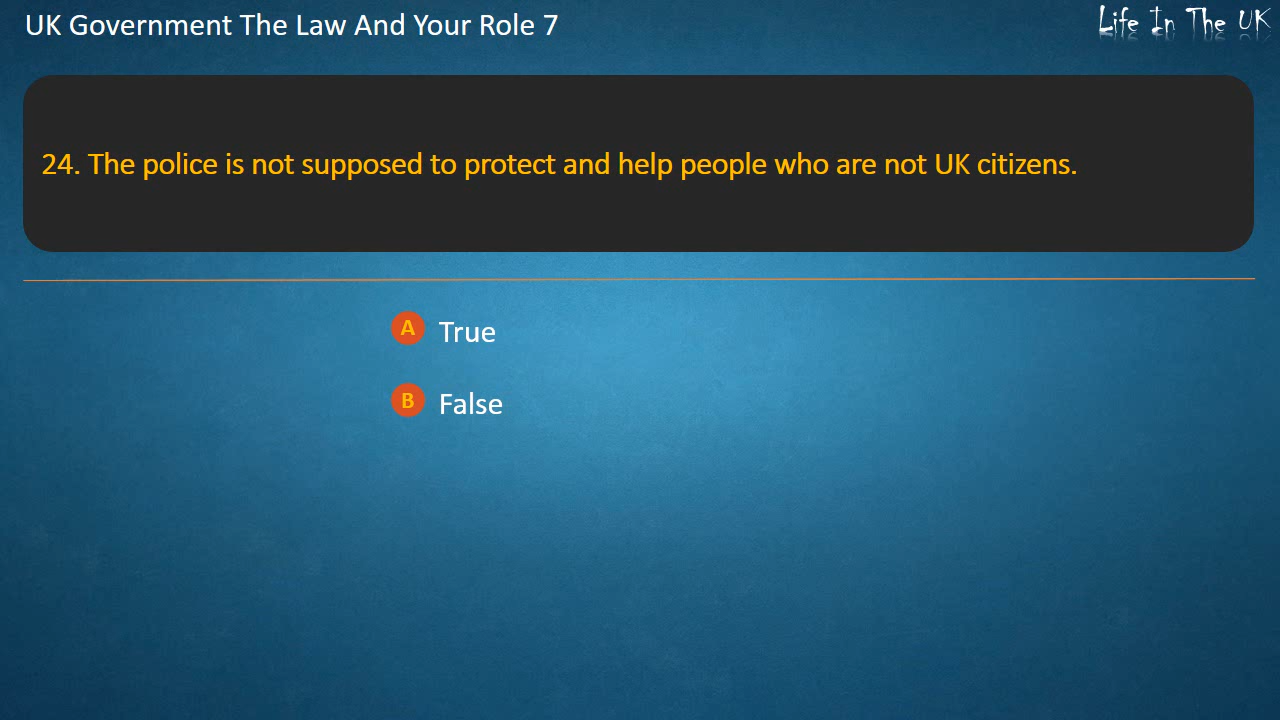 UK Government The Law And Your Role 7
Life In The UK
24. The police is not supposed to protect and help people who are not UK citizens.
A True
B False